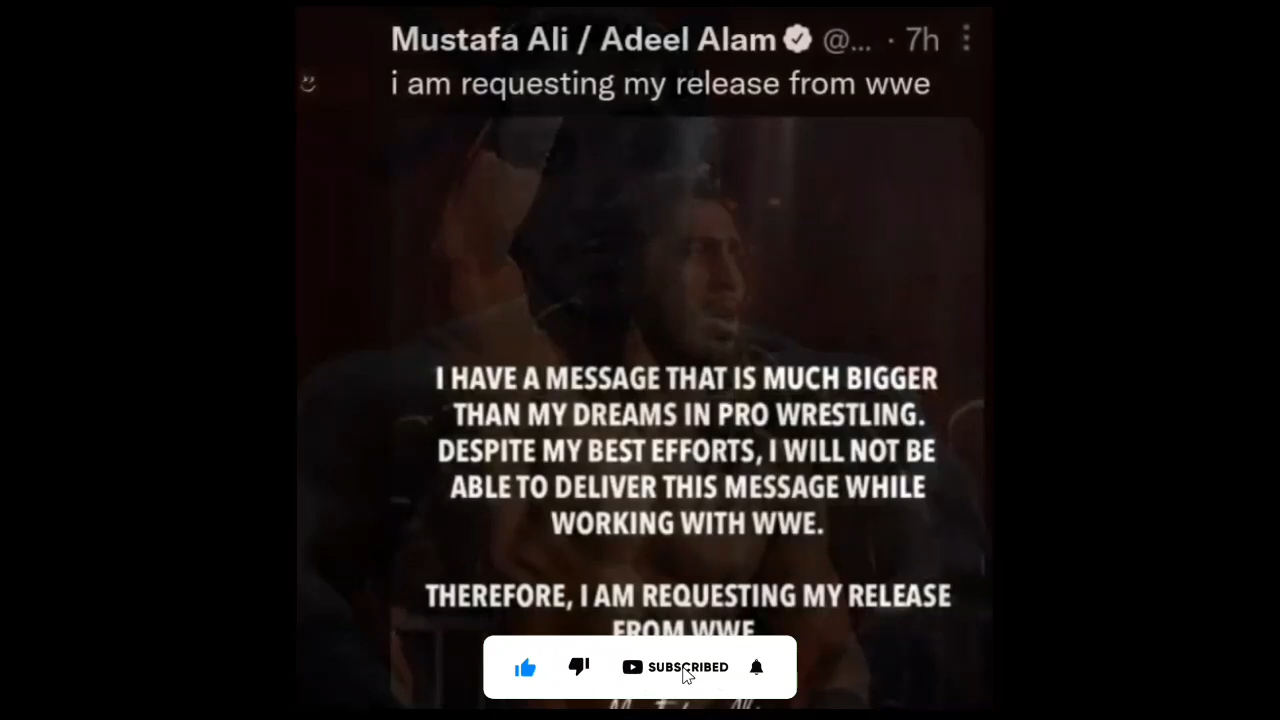 Mustafa Ali / Adeel Alam @... · 7h
i am requesting my release from wwe
I HAVE A MESSAGE THAT IS MUCH BIGGER
THAN MY DREAMS IN PRO WRESTLING.
DESPITE MY BEST EFFORTS, I WILL NOT BE
ABLE TO DELIVER THIS MESSAGE WHILE
WORKING WITH WWE.
THEREFORE, I AM REQUESTING MY RELEASE
FROM WWE
SUBSCRIBED